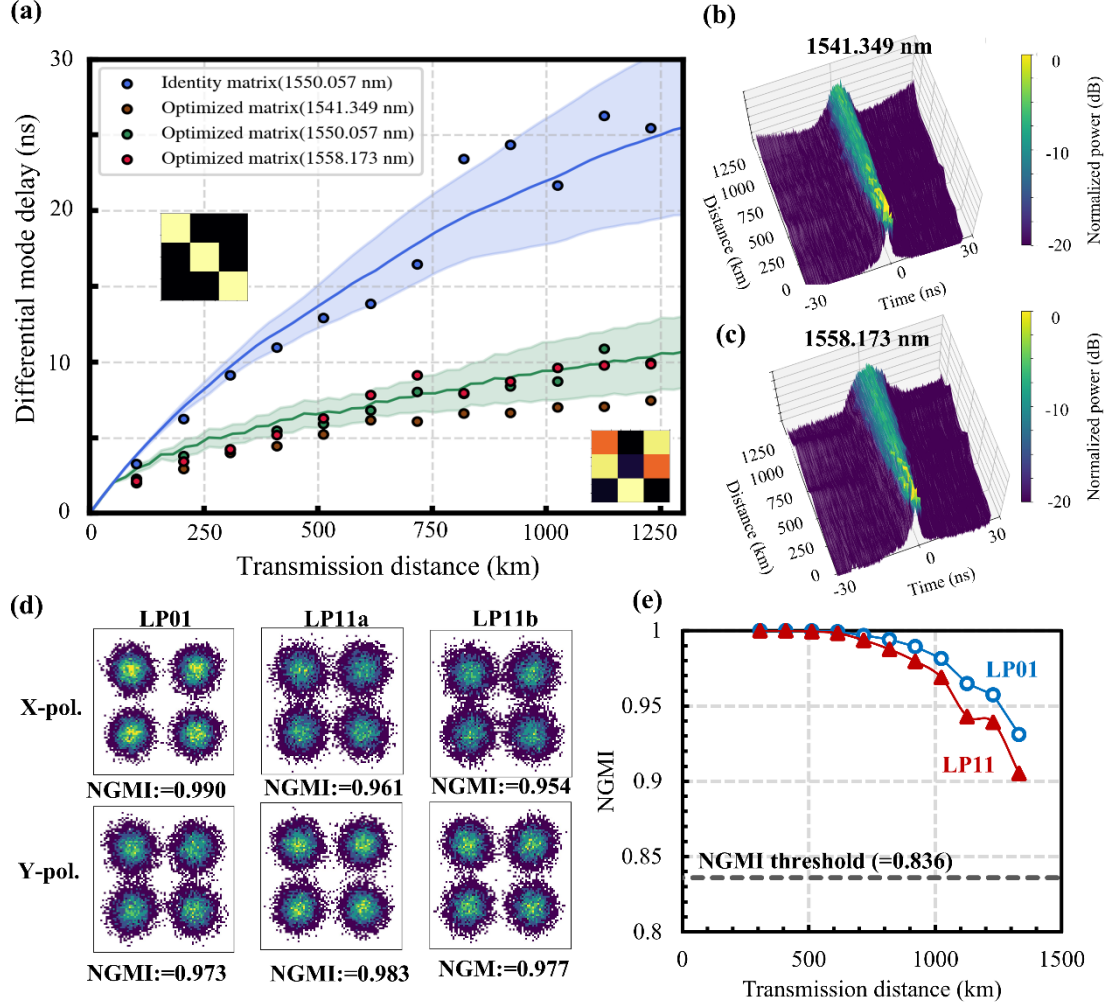 (a)
30
20
10
0
Differential mode delay (ns)
Identity matrix(1550.057 nm)
Optimized matrix(1541.349 nm)
Optimized matrix(1550.057 nm)
Optimized matrix(1558.173 nm)
0 250 500 750 1000 1250
Transmission distance (km)
(b)
1541.349 nm
1250
1000
750
500
250
0
Distance (km)
-30 0 30
Time (ns)
0
-10
-20
Normalized power (dB)
(c)
1558.173 nm
1250
1000
750
500
250
0
Distance (km)
-30 0 30
Time (ns)
0
-10
-20
Normalized power (dB)
(d)
LP01 LP11a LP11b
X-pol.
NGMI:=0.990 NGMI:=0.961 NGMI:=0.954
Y-pol.
NGMI:=0.973 NGMI:=0.983 NGM:=0.977
(e)
1
0.95
0.9
0.85
0.8
NGMI
LP01
LP11
NGMI threshold (=0.836)
0 500 1000 1500
Transmission distance (km)